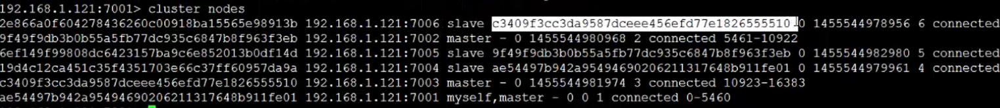 192.168.1.121:7001> cluster nodes
2e866a0f604278436260c00918ba15565e98913b 192.168.1.121:7006 slave c3409f3cc3da9587dceee456efd77e1826555510 0 1455544978956 6 connected
9f49f9db3b0b55a5fb77dc935c6847b8f963f3eb 192.168.1.121:7002 master - 0 1455544980968 2 connected 5461-10922
6ef149f99808dc6423157ba9c6e852013b0df14d 192.168.1.121:7005 slave 9f49f9db3b0b55a5fb77dc935c6847b8f963f3eb 0 1455544982980 5 connected
19d4c12ca451c35f4351703e66c37ff60957da9a 192.168.1.121:7004 slave ae54497b942a95494690206211317648b911fe01 0 1455544979961 4 connected
c3409f3cc3da9587dceee456efd77e1826555510 192.168.1.121:7003 master - 0 1455544981974 3 connected 10923-16383
ae54497b942a95494690206211317648b911fe01 192.168.1.121:7001 myself,master - 0 0 1 connected 0-5460